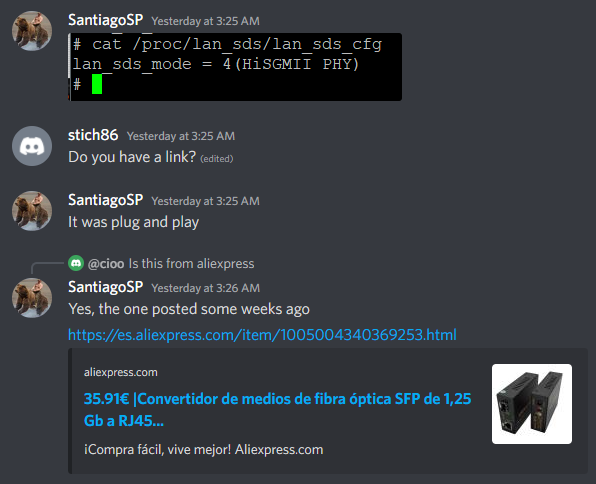 SantiagoSP Yesterday at 3:25 AM
# cat /proc/lan_sds/lan_sds_cfg
lan_sds_mode = 4(HiSGMII PHY)
#
stich86 Yesterday at 3:25 AM
Do you have a link? (edited)
SantiagoSP Yesterday at 3:25 AM
It was plug and play
@cioo Is this from aliexpress
SantiagoSP Yesterday at 3:26 AM
Yes, the one posted some weeks ago
https://es.aliexpress.com/item/1005004340369253.html
aliexpress.com
35.91€ |Convertidor de medios de fibra óptica SFP de 1,25
Gb a RJ45...
¡Compra fácil, vive mejor! Aliexpress.com